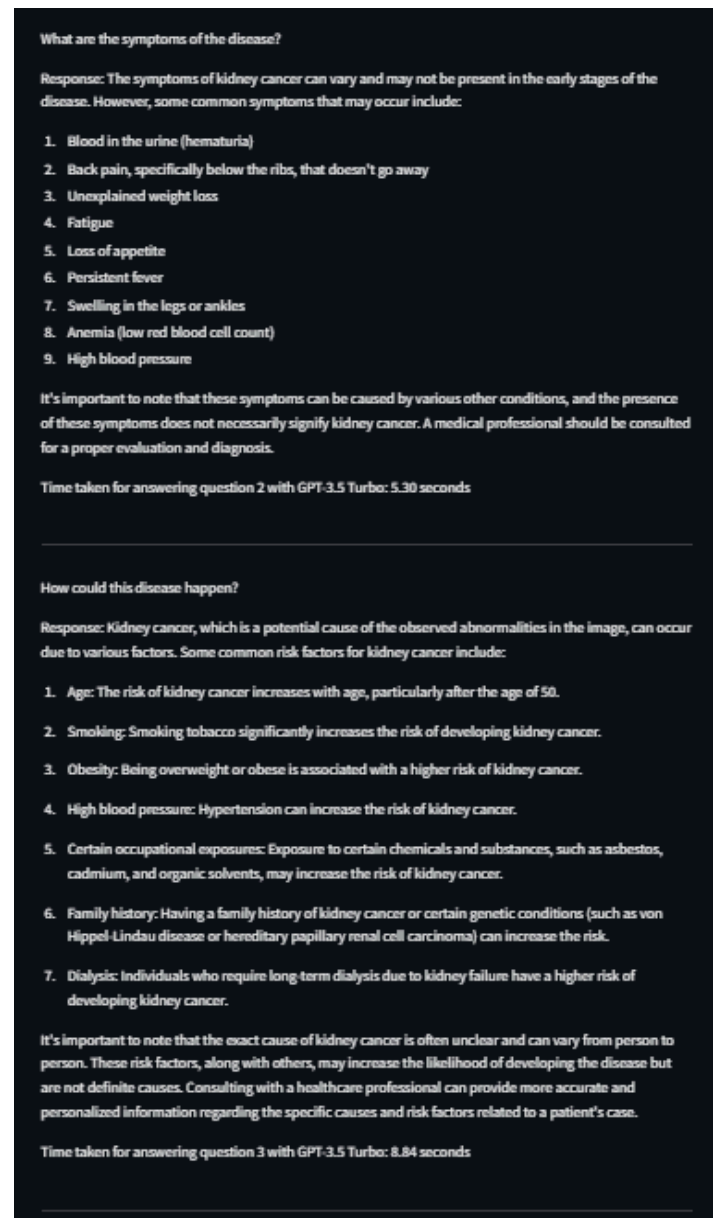 What are the symptoms of the disease?
Response: The symptoms of kidney cancer can vary and may not be present in the early stages of the
disease. However, some common symptoms that may occur include:
1. Blood in the urine (hematuria)
2. Back pain, specifically below the ribs, that doesn't go away
3. Unexplained weight loss
4. Fatigue
5. Loss of appetite
6. Persistent fever
7. Swelling in the legs or ankles
8. Anemia (low red blood cell count)
9. High blood pressure
It's important to note that these symptoms can be caused by various other conditions, and the presence
of these symptoms does not necessarily signify kidney cancer. A medical professional should be consulted
for a proper evaluation and diagnosis.
Time taken for answering question 2 with GPT-3.5 Turbo: 5.30 seconds
How could this disease happen?
Response: Kidney cancer, which is a potential cause of the observed abnormalities in the image, can occur
due to various factors. Some common risk factors for kidney cancer include:
1. Age: The risk of kidney cancer increases with age, particularly after the age of 50.
2. Smoking: Smoking tobacco significantly increases the risk of developing kidney cancer.
3. Obesity: Being overweight or obese is associated with a higher risk of kidney cancer.
4. High blood pressure: Hypertension can increase the risk of kidney cancer.
5. Certain occupational exposures: Exposure to certain chemicals and substances, such as asbestos,
cadmium, and organic solvents, may increase the risk of kidney cancer.
6. Family history: Having a family history of kidney cancer or certain genetic conditions (such as von
Hippel-Lindau disease or hereditary papillary renal cell carcinoma) can increase the risk.
7. Dialysis: Individuals who require long-term dialysis due to kidney failure have a higher risk of
developing kidney cancer.
It's important to note that the exact cause of kidney cancer is often unclear and can vary from person to
person. These risk factors, along with others, may increase the likelihood of developing the disease but
are not definite causes. Consulting with a healthcare professional can provide more accurate and
personalized information regarding the specific causes and risk factors related to a patient's case.
Time taken for answering question 3 with GPT-3.5 Turbo: 8.84 seconds